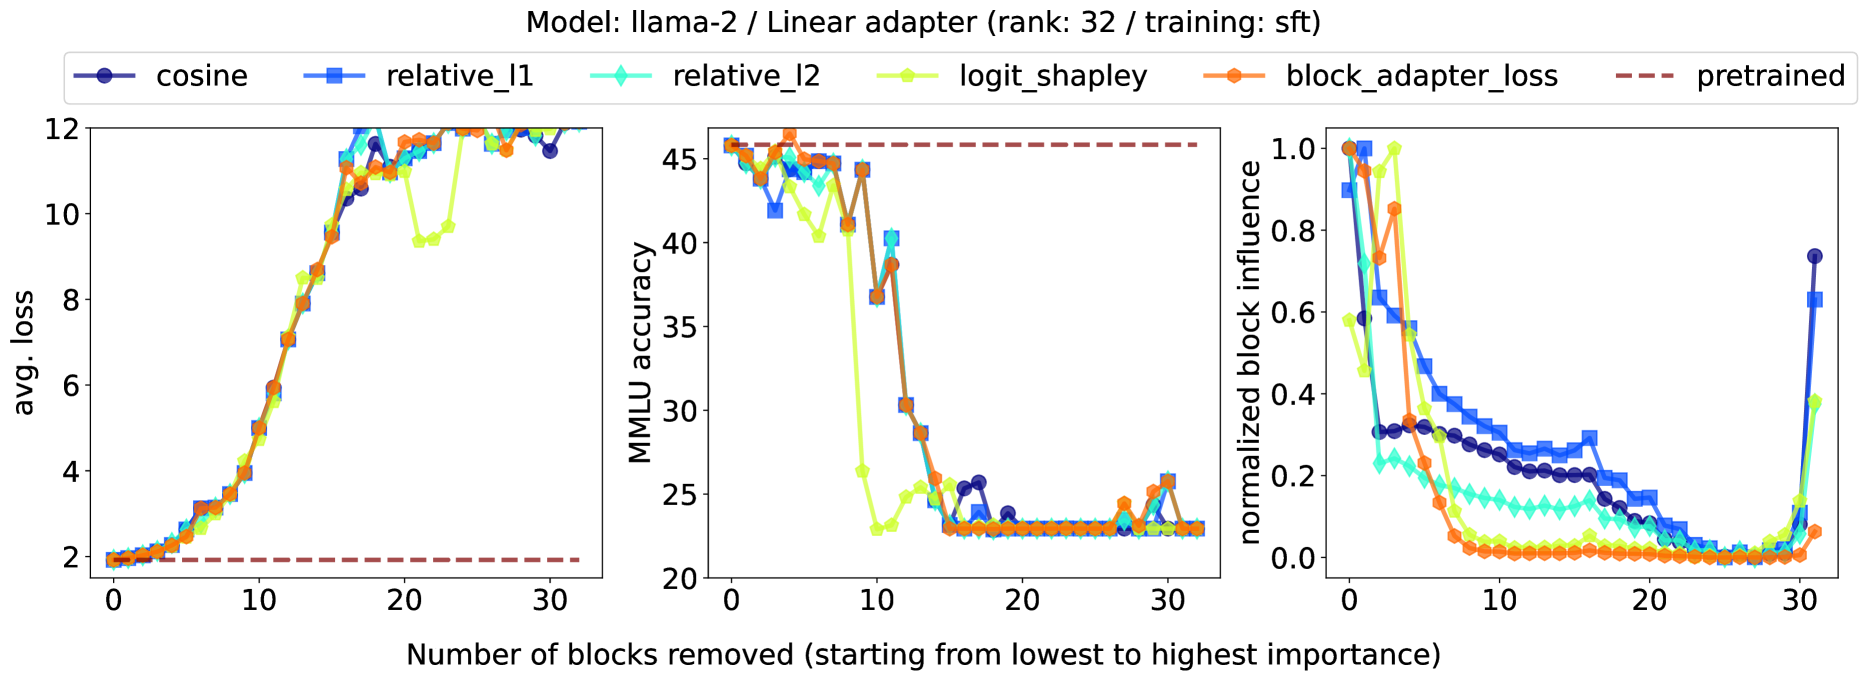 Model: llama-2 / Linear adapter (rank: 32 / training: sft)
cosine relative_l1 relative_l2 logit_shapley block_adapter_loss pretrained
avg. loss
12
10
8
6
4
2
0 10 20 30
MMLU accuracy
45
40
35
30
25
20
0 10 20 30
normalized block influence
1.0
0.8
0.6
0.4
0.2
0.0
0 10 20 30
Number of blocks removed (starting from lowest to highest importance)